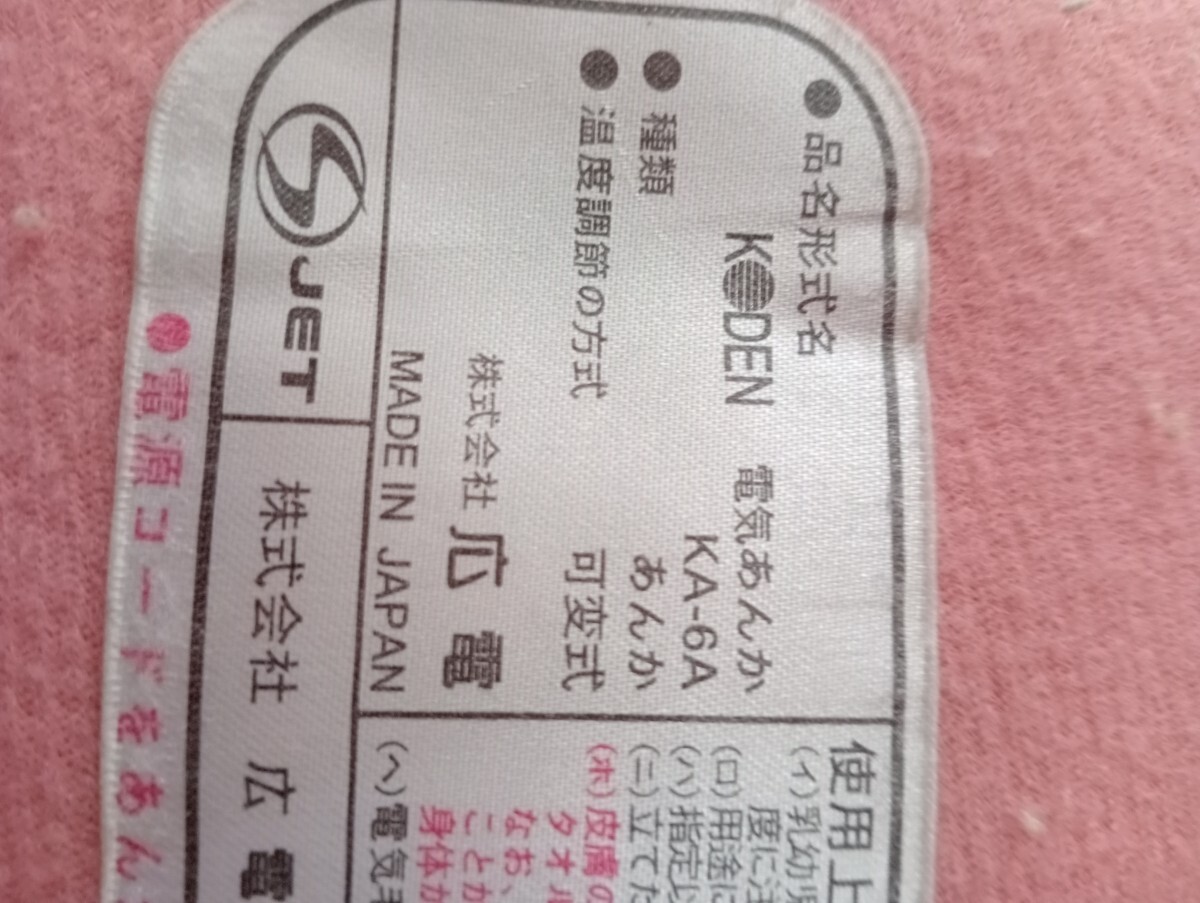 ●品名形式名
KODEN 電気あんか
KA-6A
●種類 あんか
●温度調節の方式 可変式
株式会社 広電
MADE IN JAPAN
S JET
株式会社 広電
使用上
(イ)乳幼児
度に注
(ロ)用途に
(ハ)指定以
(ニ)立てた
(ホ)皮膚の
タオル
なお、
ことが
身体が
(ヘ)電気毛
●電源コードをあん